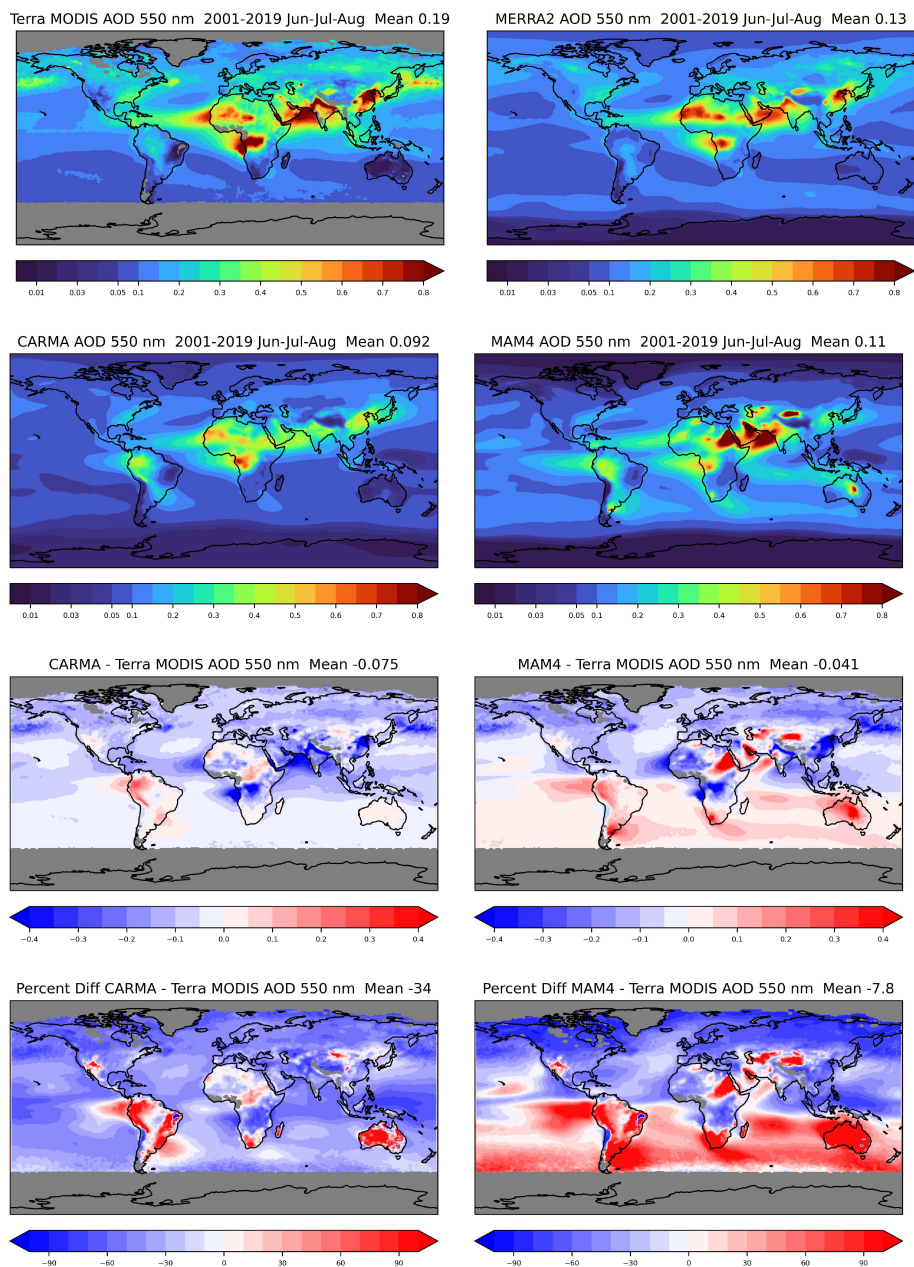 Terra MODIS AOD 550 nm  2001-2019 Jun-Jul-Aug  Mean 0.19
MERRA2 AOD 550 nm  2001-2019 Jun-Jul-Aug  Mean 0.13
0.01 0.03 0.05 0.1 0.2 0.3 0.4 0.5 0.6 0.7 0.8
0.01 0.03 0.05 0.1 0.2 0.3 0.4 0.5 0.6 0.7 0.8
CARMA AOD 550 nm  2001-2019 Jun-Jul-Aug  Mean 0.092
MAM4 AOD 550 nm  2001-2019 Jun-Jul-Aug  Mean 0.11
0.01 0.03 0.05 0.1 0.2 0.3 0.4 0.5 0.6 0.7 0.8
0.01 0.03 0.05 0.1 0.2 0.3 0.4 0.5 0.6 0.7 0.8
CARMA - Terra MODIS AOD 550 nm  Mean -0.075
MAM4 - Terra MODIS AOD 550 nm  Mean -0.041
−0.4 −0.3 −0.2 −0.1 0.0 0.1 0.2 0.3 0.4
−0.4 −0.3 −0.2 −0.1 0.0 0.1 0.2 0.3 0.4
Percent Diff CARMA - Terra MODIS AOD 550 nm  Mean -34
Percent Diff MAM4 - Terra MODIS AOD 550 nm  Mean -7.8
−90 −60 −30 0 30 60 90
−90 −60 −30 0 30 60 90